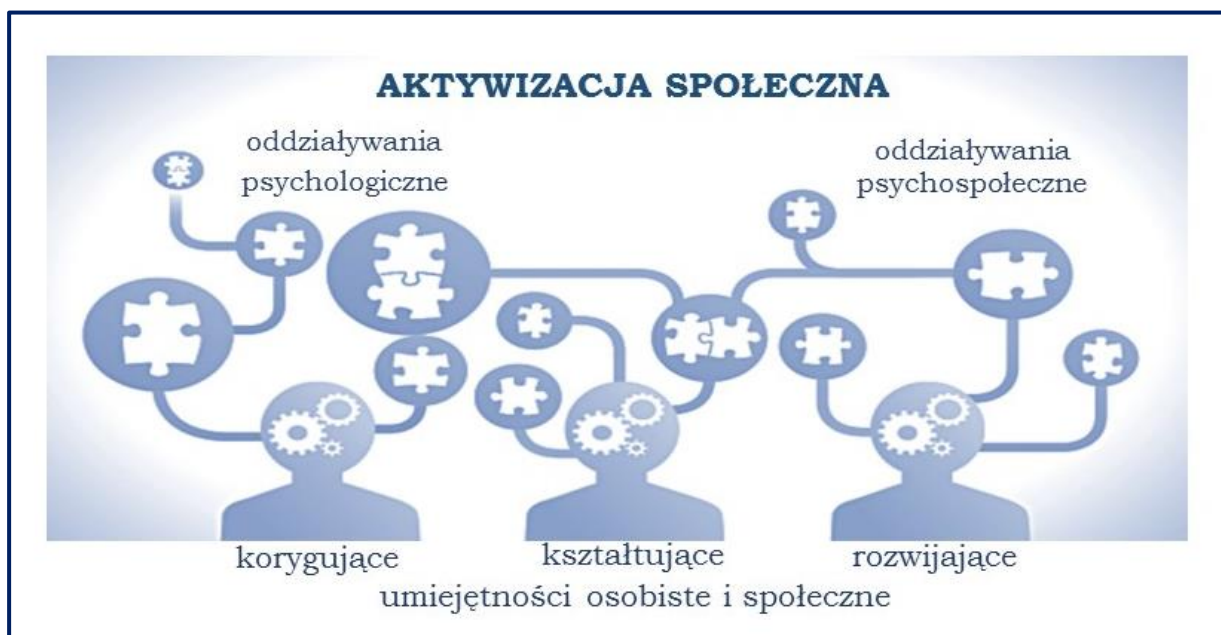 AKTYWIZACJA SPOŁECZNA
oddziaływania
psychologiczne
oddziaływania
psychospołeczne
korygujące
kształtujące
rozwijające
umiejętności osobiste i społeczne